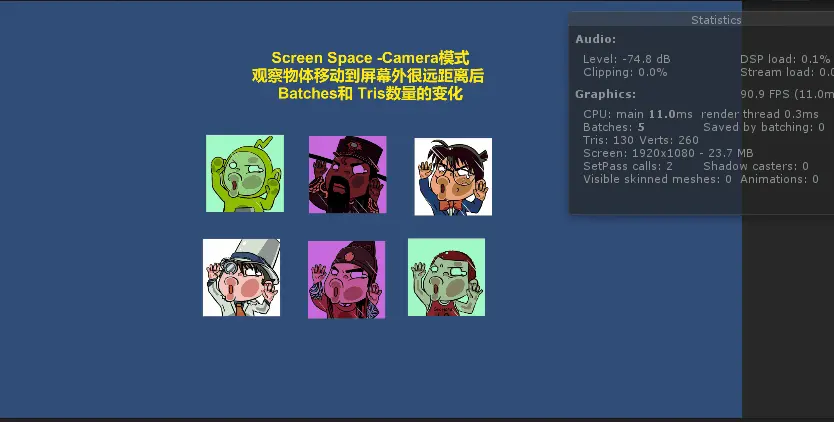 Screen Space -Camera模式
观察物体移动到屏幕外很远距离后
Batches和 Tris数量的变化
Statistics
Audio:
Level: -74.8 dB DSP load: 0.1%
Clipping: 0.0% Stream load: 0.0
Graphics: 90.9 FPS (11.0m
CPU: main 11.0ms render thread 0.3ms
Batches: 5 Saved by batching: 0
Tris: 130 Verts: 260
Screen: 1920x1080 - 23.7 MB
SetPass calls: 2 Shadow casters: 0
Visible skinned meshes: 0 Animations: 0